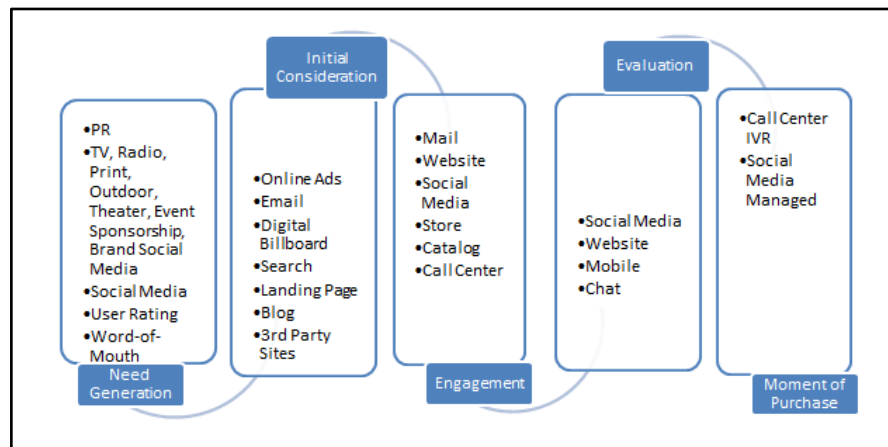 Need
Generation
•PR
•TV, Radio,
Print,
Outdoor,
Theater, Event
Sponsorship,
Brand Social
Media
•Social Media
•User Rating
•Word-of-
Mouth
Initial
Consideration
•Online Ads
•Email
•Digital
Billboard
•Search
•Landing Page
•Blog
•3rd Party
Sites
Engagement
•Mail
•Website
•Social
Media
•Store
•Catalog
•Call Center
Evaluation
•Social Media
•Website
•Mobile
•Chat
Moment of
Purchase
•Call Center
IVR
•Social
Media
Managed